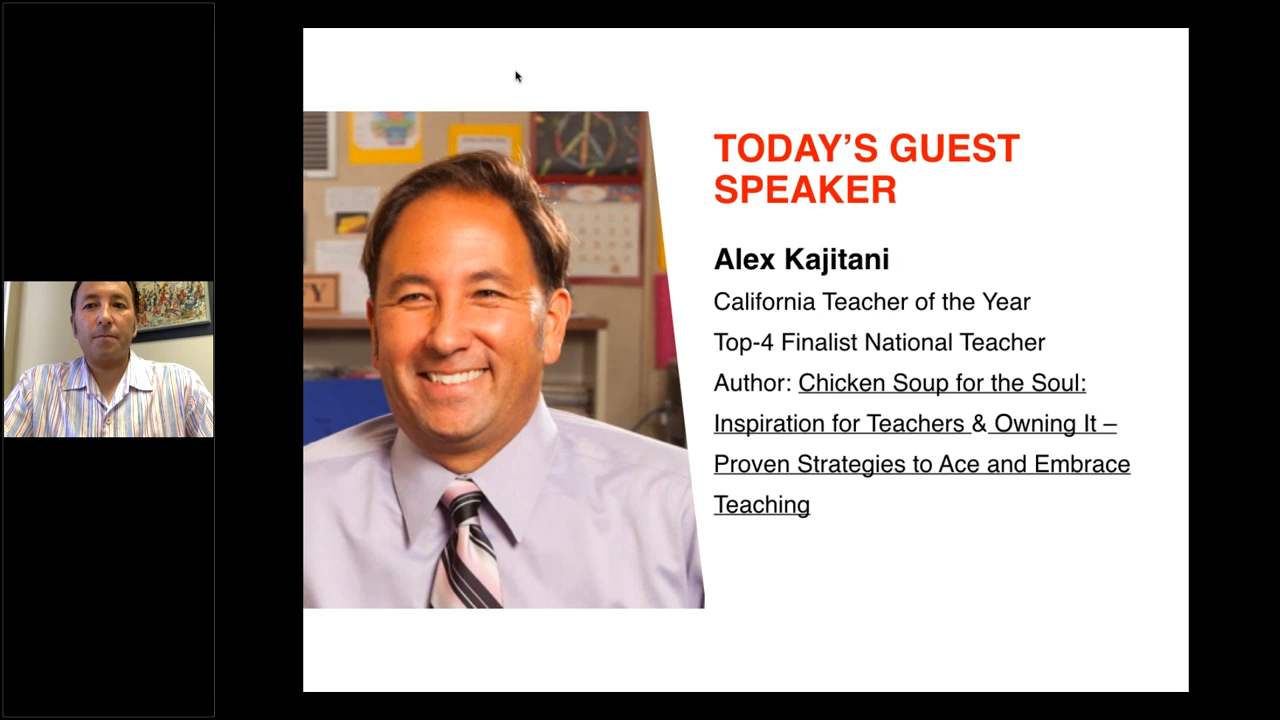 TODAY’S GUEST
SPEAKER
Alex Kajitani
California Teacher of the Year
Top-4 Finalist National Teacher
Author: Chicken Soup for the Soul:
Inspiration for Teachers & Owning It –
Proven Strategies to Ace and Embrace
Teaching